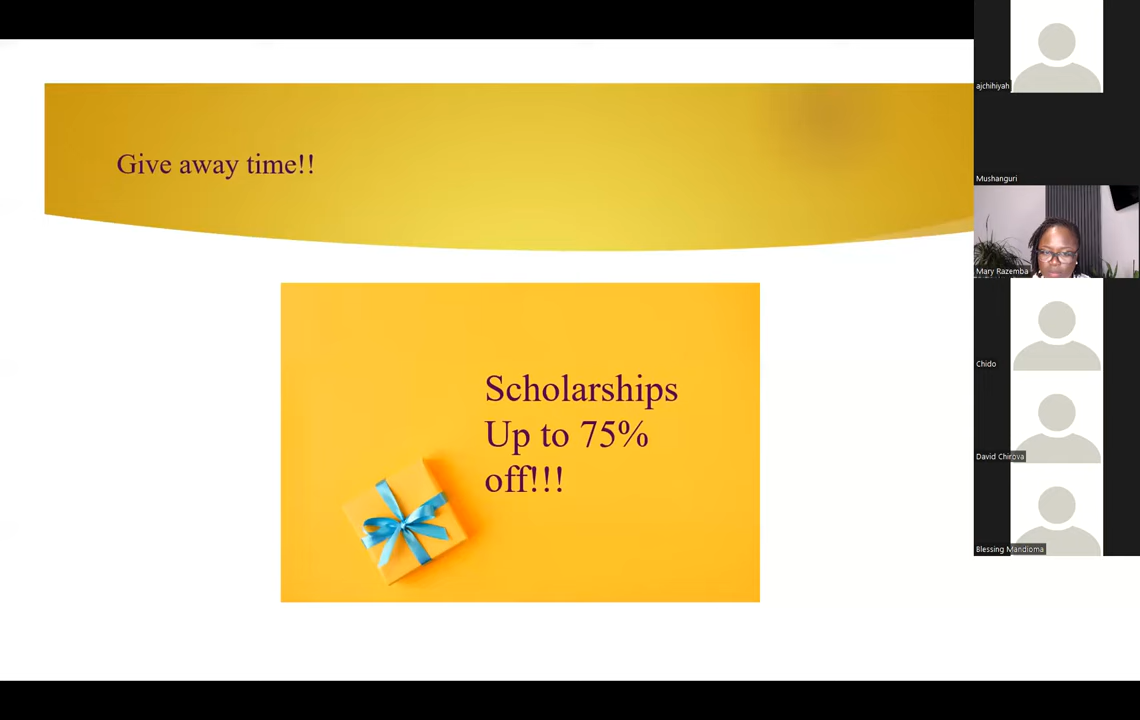 Give away time!!
Scholarships
Up to 75%
off!!!
ajchihiyah
Mushanguri
Mary Razemba
Chido
David Chirova
Blessing Mandioma